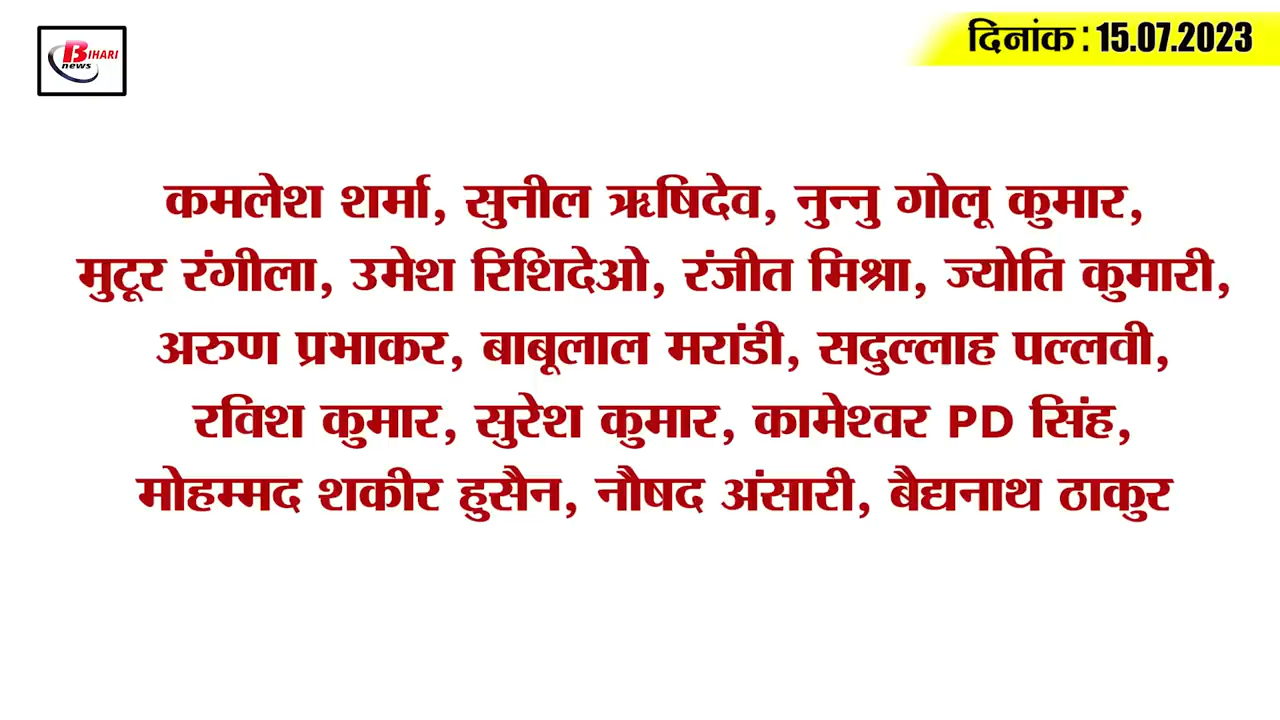 BIHARI
news
दिनांक : 15.07.2023
कमलेश शर्मा, सुनील ऋषिदेव, नुन्नु गोलू कुमार,
मुटूर रंगीला, उमेश रिशिदेओ, रंजीत मिश्रा, ज्योति कुमारी,
अरुण प्रभाकर, बाबूलाल मरांडी, सदुल्लाह पल्लवी,
रविश कुमार, सुरेश कुमार, कामेश्वर PD सिंह,
मोहम्मद शकीर हुसैन, नौषद अंसारी, बैद्यनाथ ठाकुर